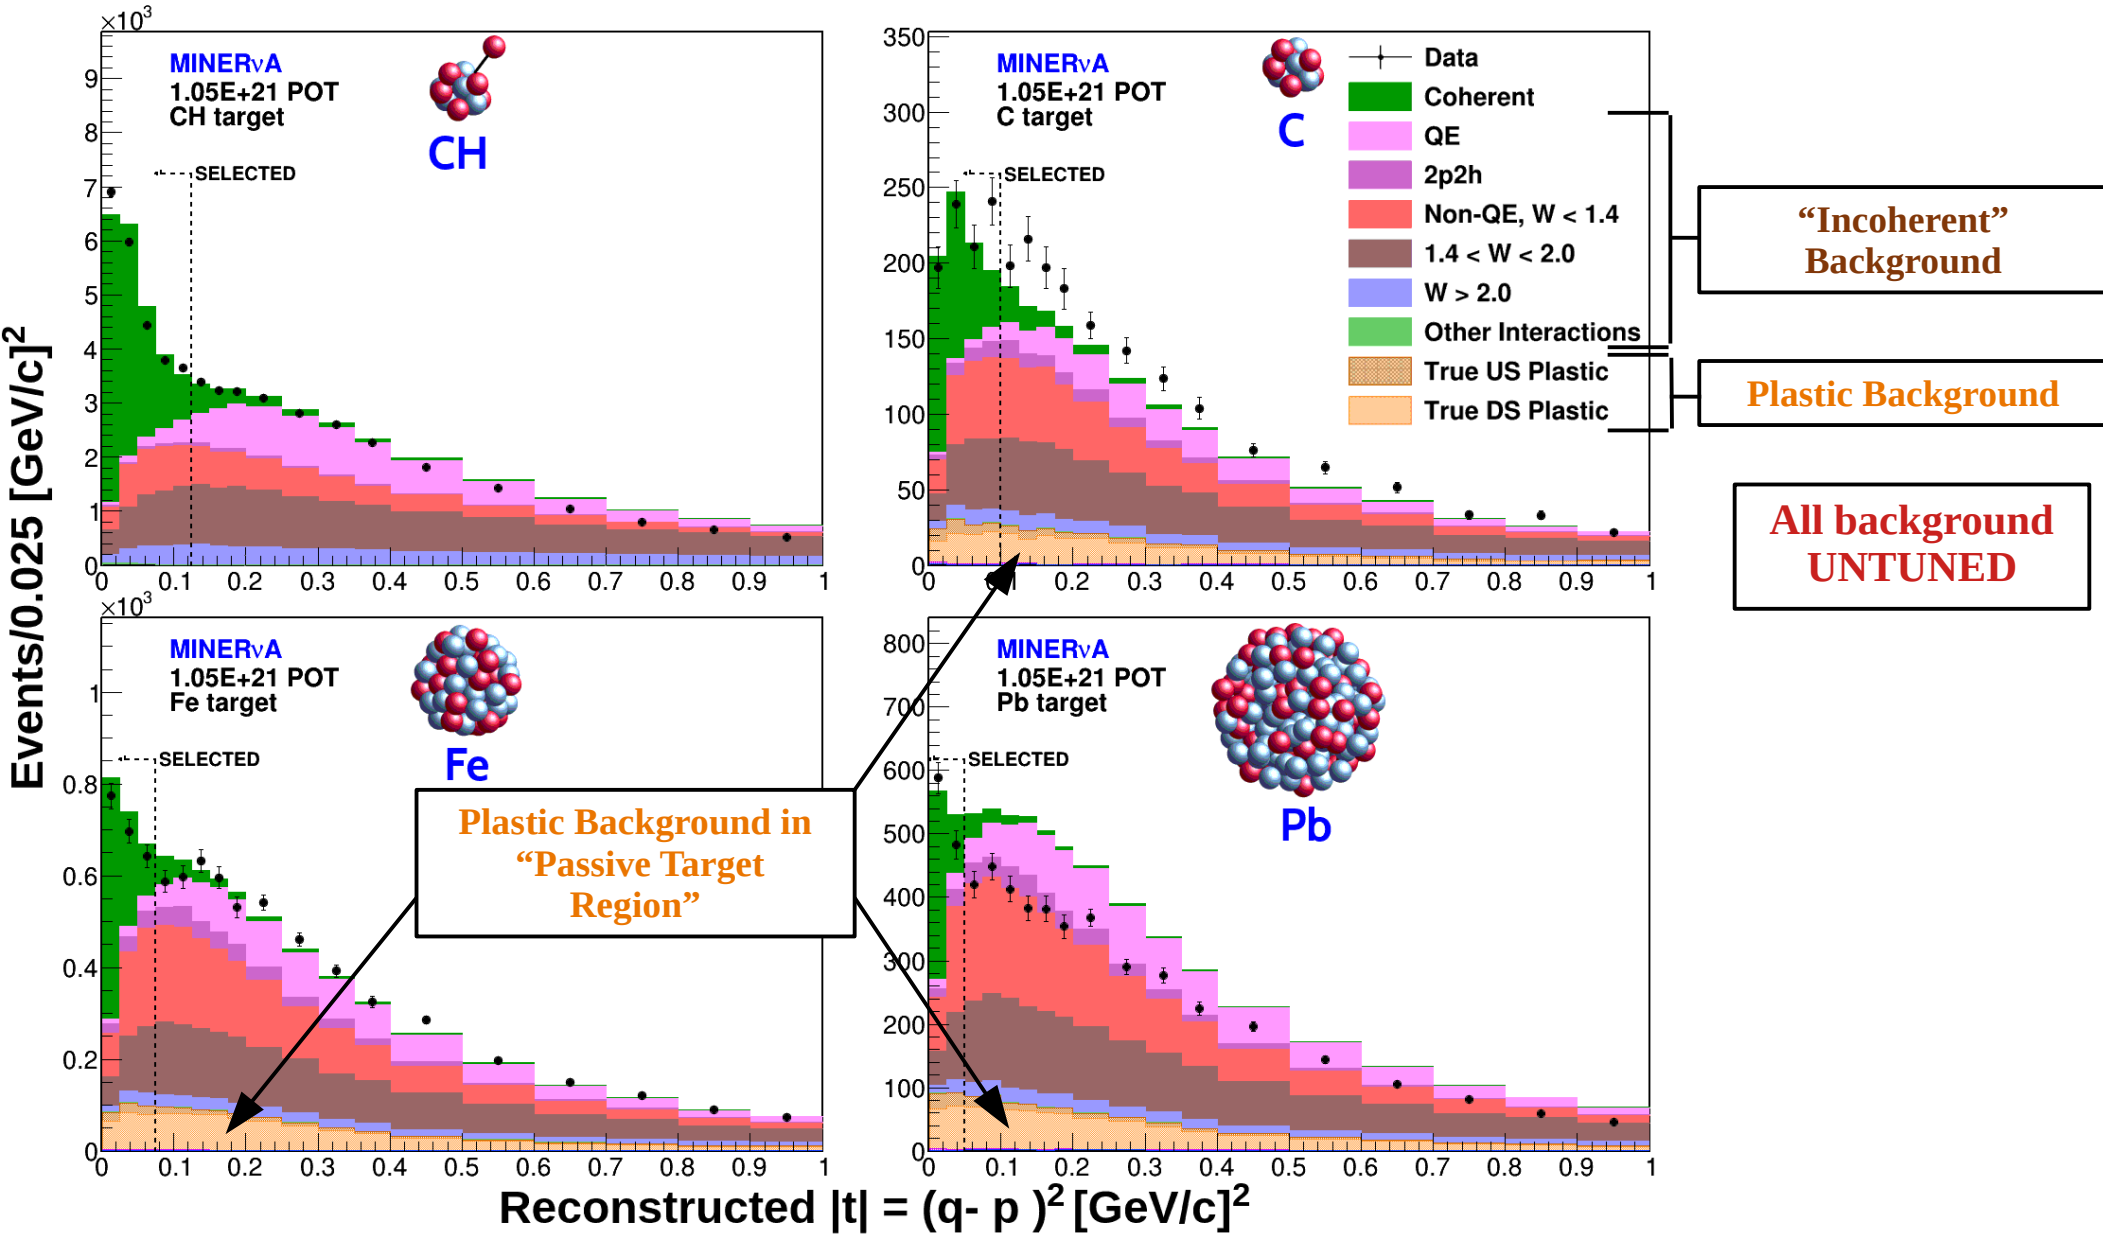 ×10³
9
8
7
6
5
4
3
2
1
0
MINERνA
1.05E+21 POT
CH target
CH
SELECTED
0 0.1 0.2 0.3 0.4 0.5 0.6 0.7 0.8 0.9 1
350
300
250
200
150
100
50
0
MINERνA
1.05E+21 POT
C target
C
SELECTED
Data
Coherent
QE
2p2h
Non-QE, W < 1.4
1.4 < W < 2.0
W > 2.0
Other Interactions
True US Plastic
True DS Plastic
0 0.2 0.3 0.4 0.5 0.6 0.7 0.8 0.9 1
“Incoherent”
Background
Plastic Background
All background
UNTUNED
Events/0.025 [GeV/c]²
×10³
1
0.8
0.6
0.4
0.2
0
MINERνA
1.05E+21 POT
Fe target
Fe
SELECTED
0 0.1 0.2 0.3 0.4 0.5 0.6 0.7 0.8 0.9 1
Plastic Background in
“Passive Target
Region”
800
700
600
500
400
300
200
100
0
MINERνA
1.05E+21 POT
Pb target
Pb
SELECTED
0 0.1 0.2 0.3 0.4 0.5 0.6 0.7 0.8 0.9 1
Reconstructed |t| = (q- p )² [GeV/c]²